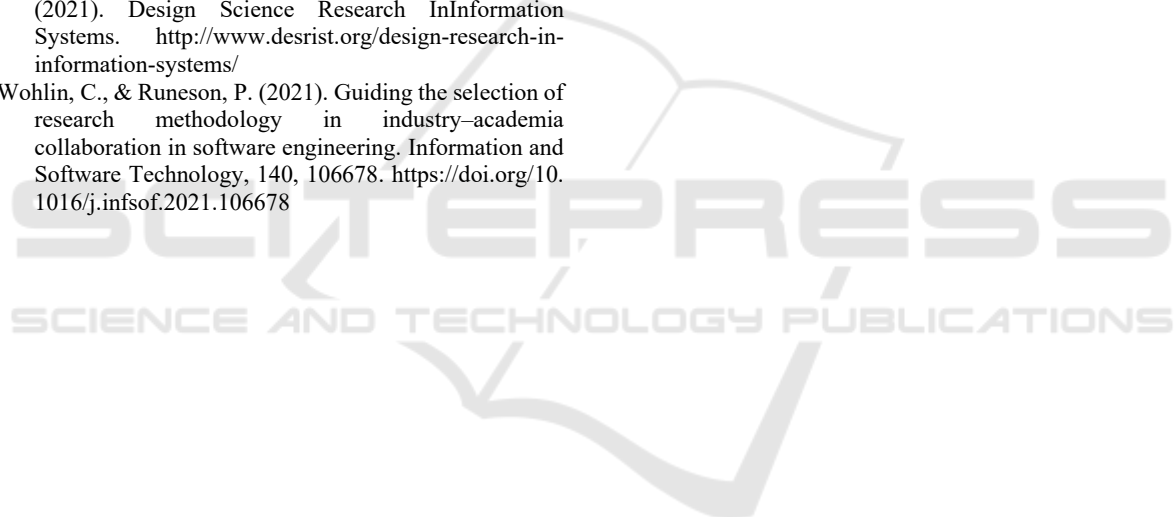 (2021). Design Science Research InInformation
Systems. http://www.desrist.org/design-research-in-
information-systems/
Wohlin, C., & Runeson, P. (2021). Guiding the selection of
research methodology in industry–academia
collaboration in software engineering. Information and
Software Technology, 140, 106678. https://doi.org/10.
1016/j.infsof.2021.106678
SCITEPRESS
SCIENCE AND TECHNOLOGY PUBLICATIONS